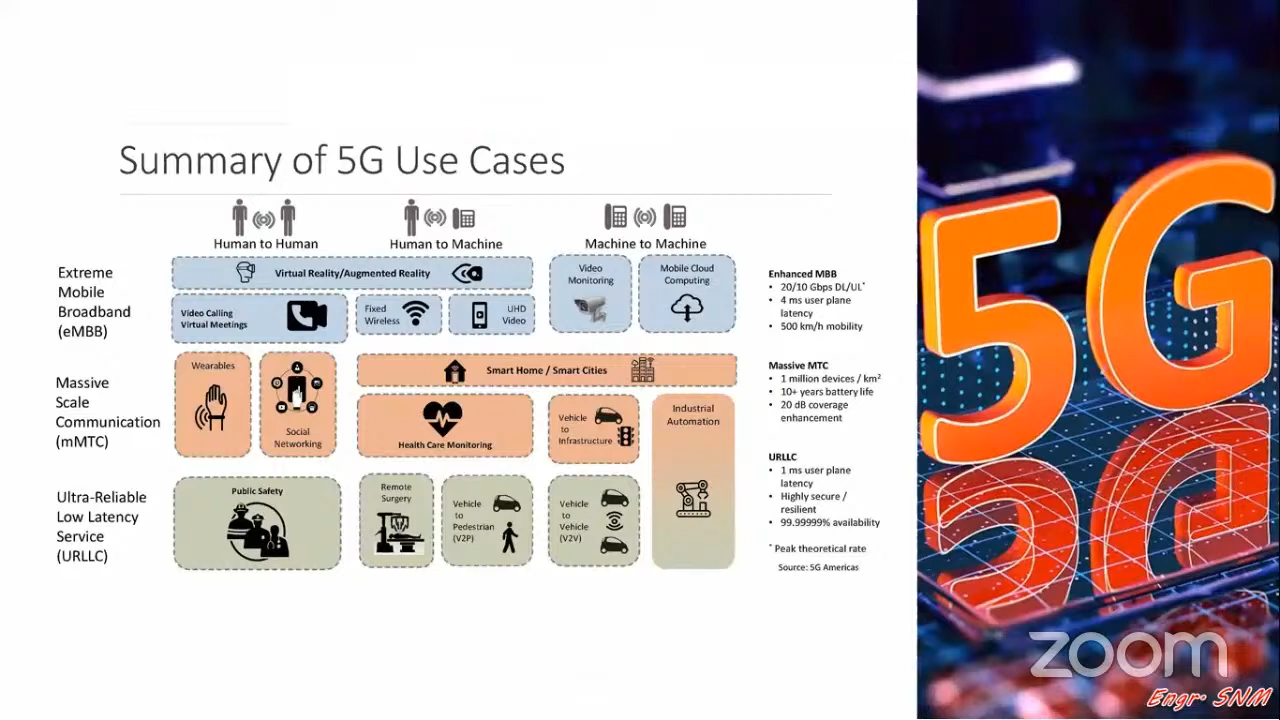 Summary of 5G Use Cases
Human to Human
Human to Machine
Machine to Machine
Extreme
Mobile
Broadband
(eMBB)
Virtual Reality/Augmented Reality
Video Calling
Virtual Meetings
Fixed
Wireless
UHD
Video
Video
Monitoring
Mobile Cloud
Computing
Enhanced MBB
• 20/10 Gbps DL/UL*
• 4 ms user plane
latency
• 500 km/h mobility
Massive
Scale
Communication
(mMTC)
Wearables
Social
Networking
Smart Home / Smart Cities
Health Care Monitoring
Vehicle
to
Infrastructure
Industrial
Automation
Massive MTC
• 1 million devices / km²
• 10+ years battery life
• 20 dB coverage
enhancement
Ultra-Reliable
Low Latency
Service
(URLLC)
Public Safety
Remote
Surgery
Vehicle
to
Pedestrian
(V2P)
Vehicle
to
Vehicle
(V2V)
URLLC
• 1 ms user plane
latency
• Highly secure /
resilient
• 99.99999% availability
* Peak theoretical rate
Source: 5G Americas
5G
zoom
Engr. SNM